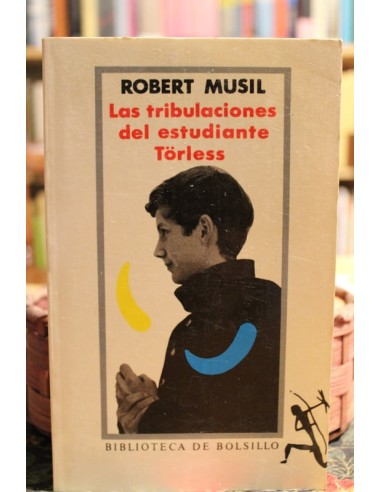 ROBERT MUSIL
Las tribulaciones
del estudiante
Törless
BIBLIOTECA DE BOLSILLO